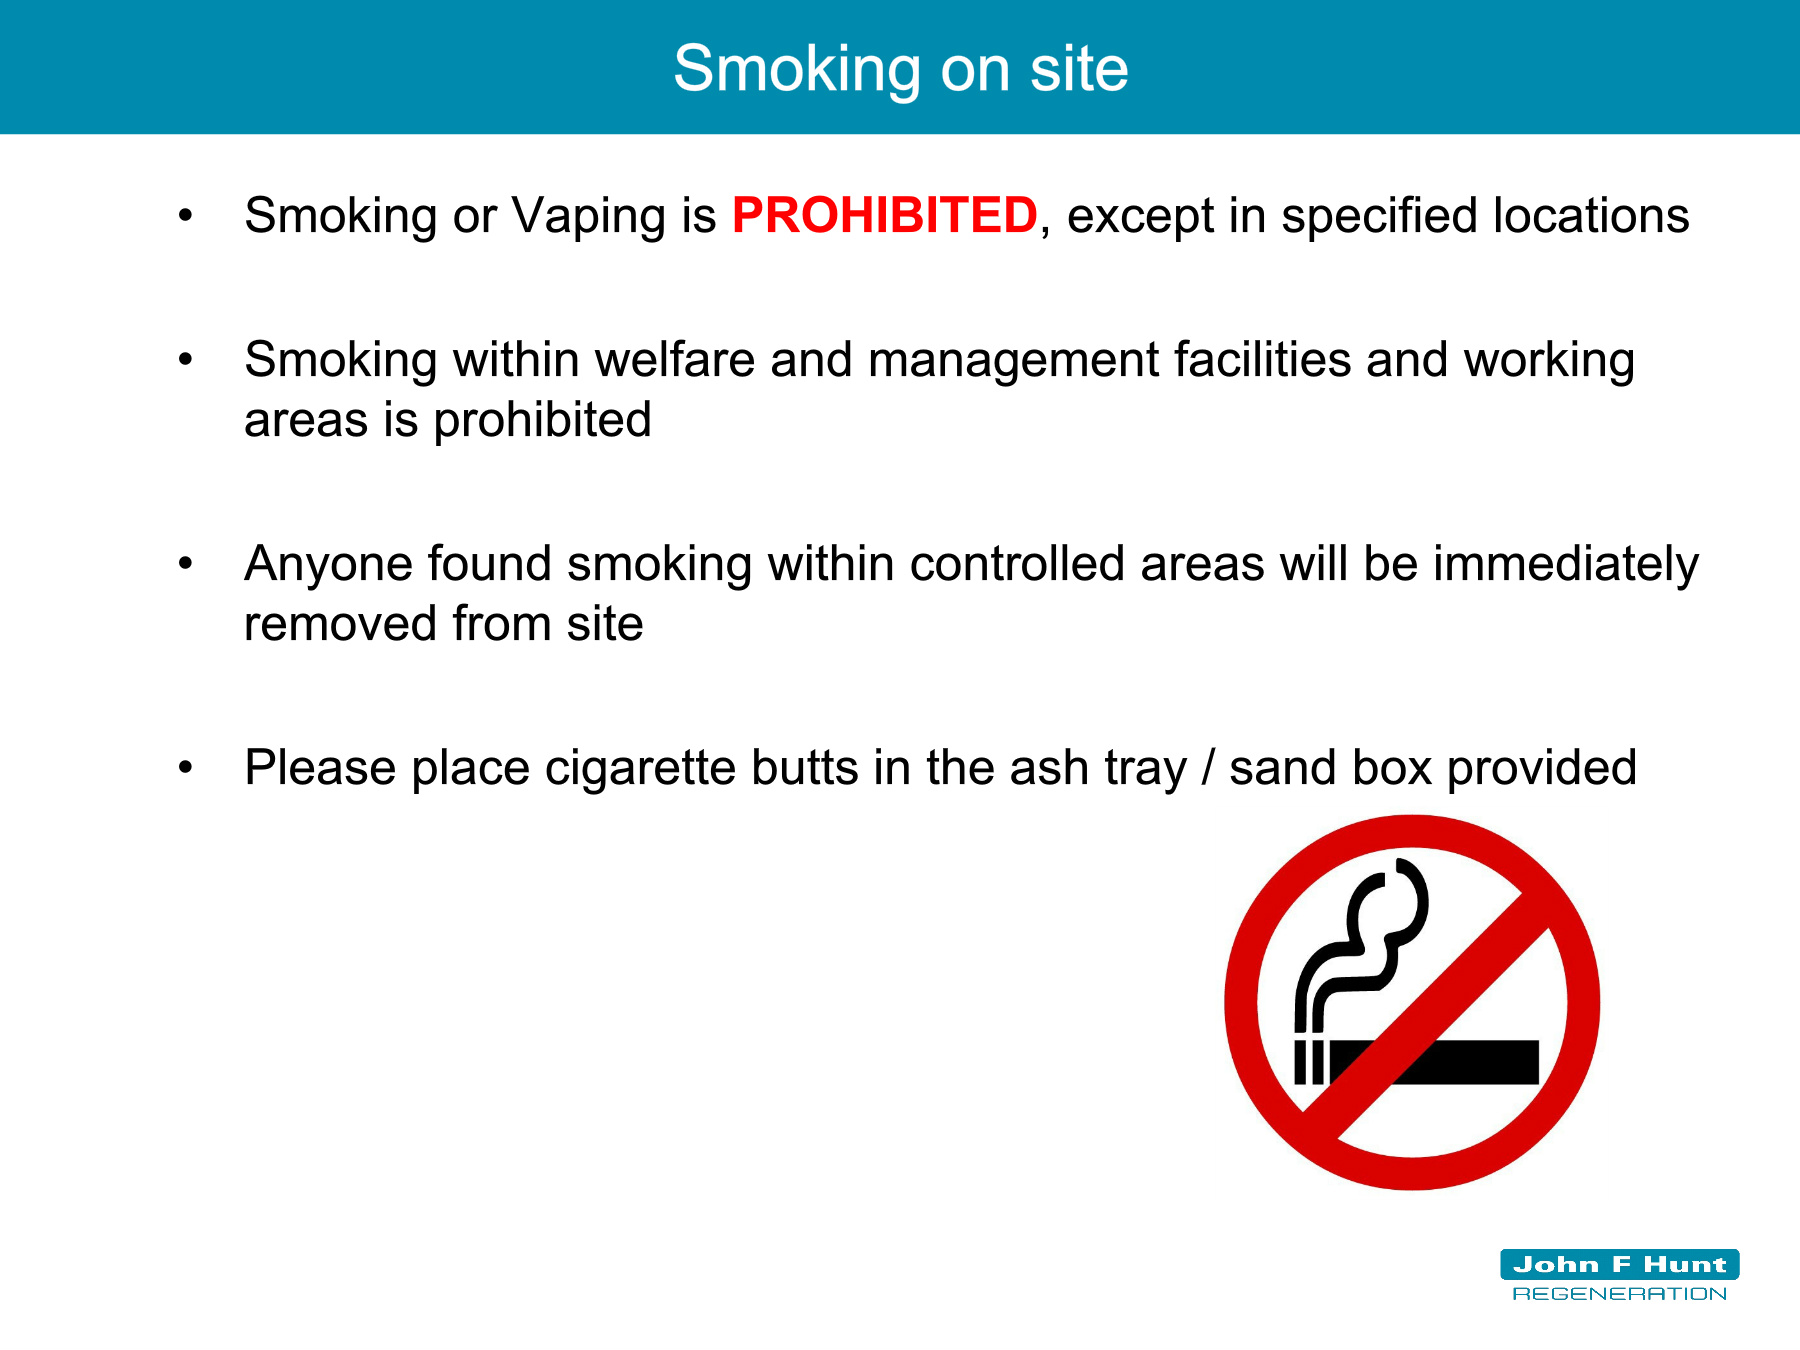 Smoking on site
• Smoking or Vaping is PROHIBITED, except in specified locations
• Smoking within welfare and management facilities and working
areas is prohibited
• Anyone found smoking within controlled areas will be immediately
removed from site
• Please place cigarette butts in the ash tray / sand box provided
John F Hunt
REGENERATION